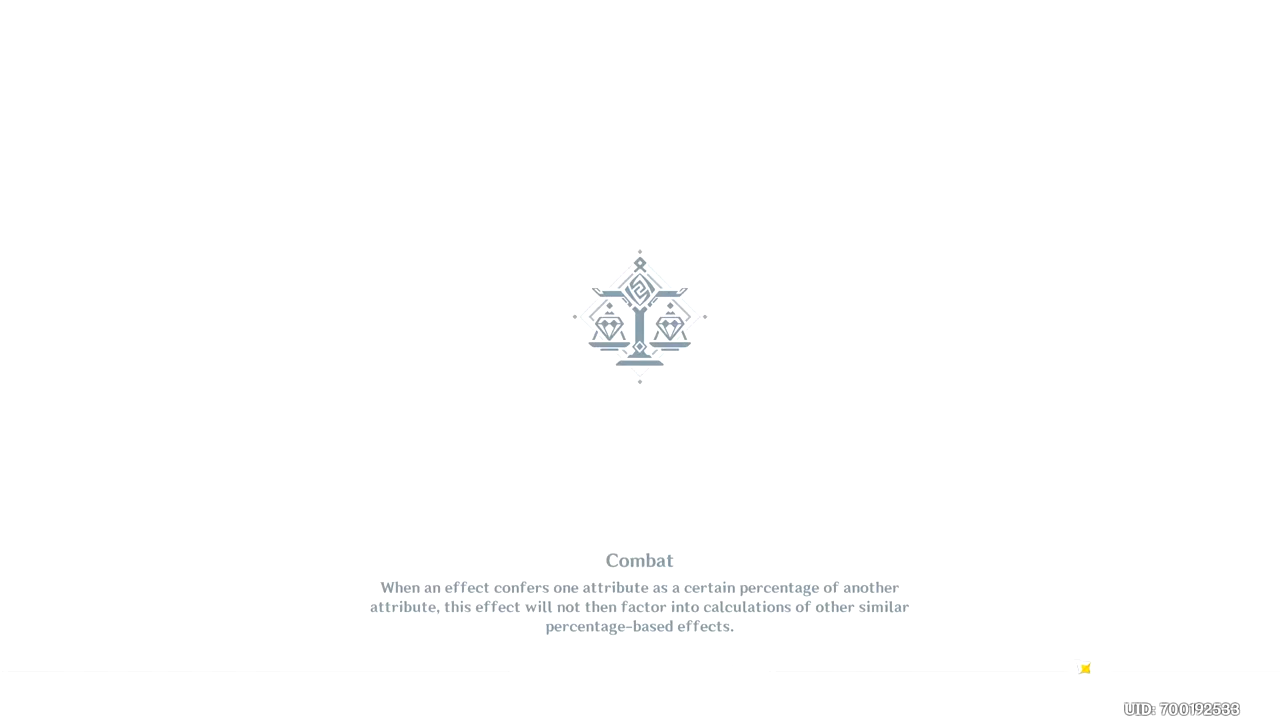 Combat
When an effect confers one attribute as a certain percentage of another
attribute, this effect will not then factor into calculations of other similar
percentage-based effects.
UID: 700192533